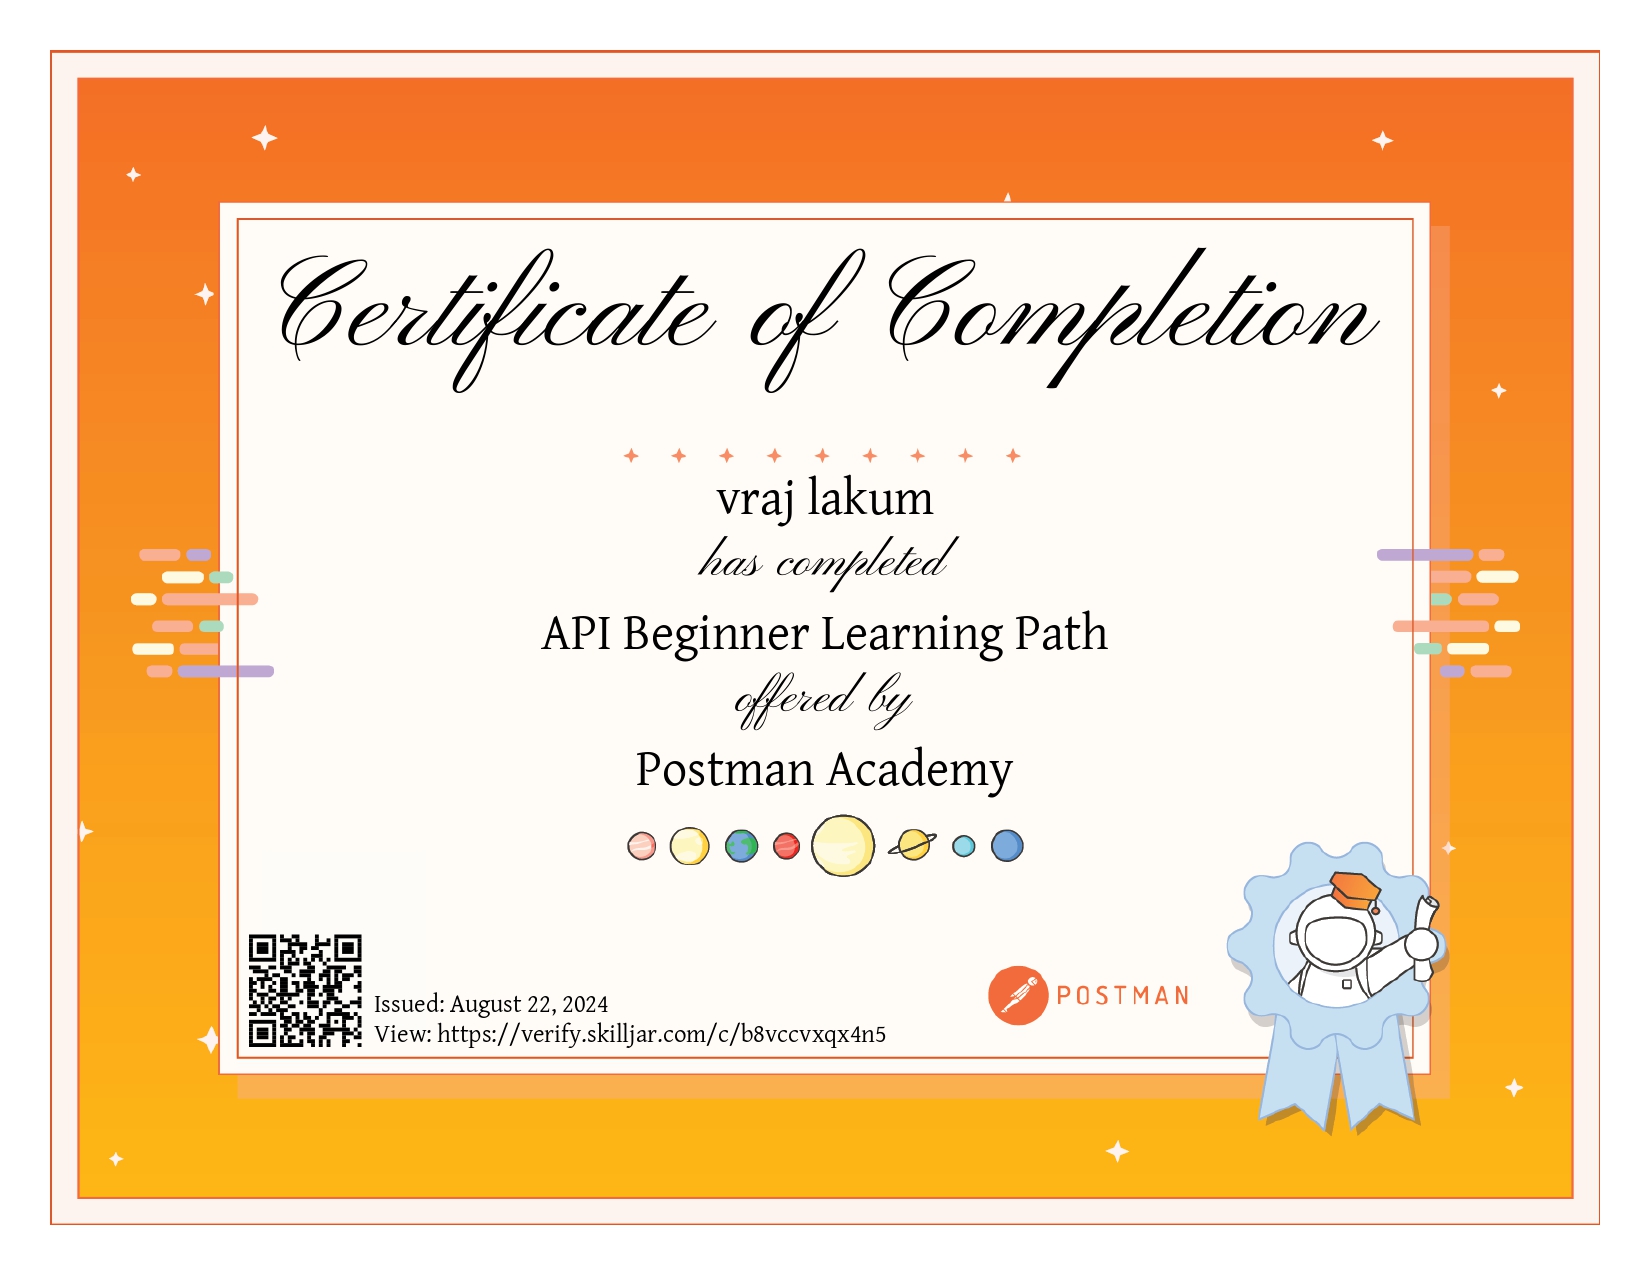 Certificate of Completion
vraj lakum
has completed
API Beginner Learning Path
offered by
Postman Academy
Issued: August 22, 2024
View: https://verify.skilljar.com/c/b8vccvxqx4n5
POSTMAN